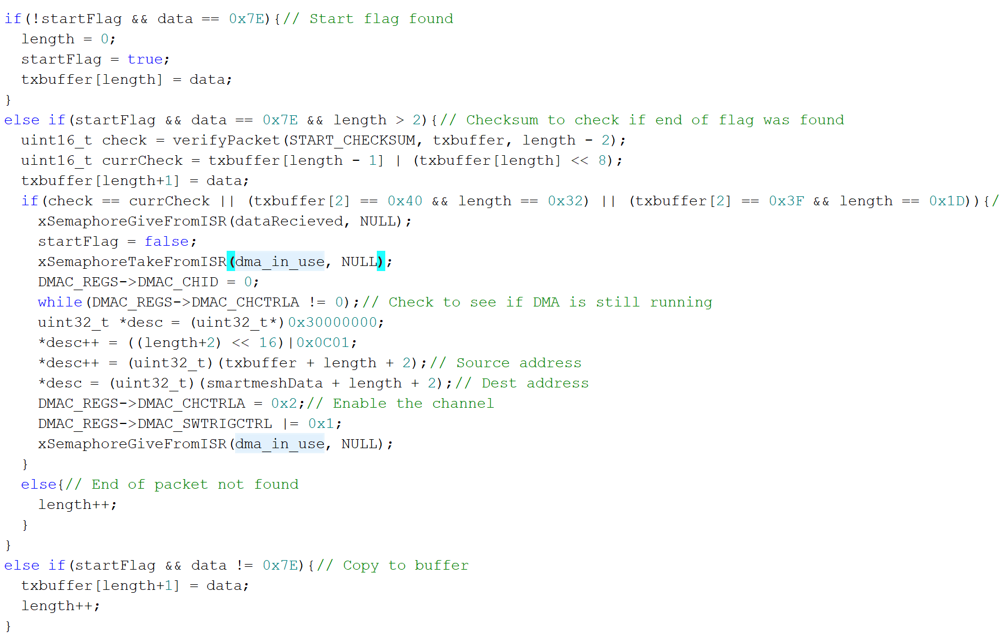 if(!startFlag && data == 0x7E){// Start flag found
  length = 0;
  startFlag = true;
  txbuffer[length] = data;
}
else if(startFlag && data == 0x7E && length > 2){// Checksum to check if end of flag was found
  uint16_t check = verifyPacket(START_CHECKSUM, txbuffer, length - 2);
  uint16_t currCheck = txbuffer[length - 1] | (txbuffer[length] << 8);
  txbuffer[length+1] = data;
  if(check == currCheck || (txbuffer[2] == 0x40 && length == 0x32) || (txbuffer[2] == 0x3F && length == 0x1D)){/
    xSemaphoreGiveFromISR(dataRecieved, NULL);
    startFlag = false;
    xSemaphoreTakeFromISR(dma_in_use, NULL);
    DMAC_REGS->DMAC_CHID = 0;
    while(DMAC_REGS->DMAC_CHCTRLA != 0);// Check to see if DMA is still running
    uint32_t *desc = (uint32_t*)0x30000000;
    *desc++ = ((length+2) << 16)|0x0C01;
    *desc++ = (uint32_t)(txbuffer + length + 2);// Source address
    *desc = (uint32_t)(smartmeshData + length + 2);// Dest address
    DMAC_REGS->DMAC_CHCTRLA = 0x2;// Enable the channel
    DMAC_REGS->DMAC_SWTRIGCTRL |= 0x1;
    xSemaphoreGiveFromISR(dma_in_use, NULL);
  }
  else{// End of packet not found
    length++;
  }
}
else if(startFlag && data != 0x7E){// Copy to buffer
  txbuffer[length+1] = data;
  length++;
}